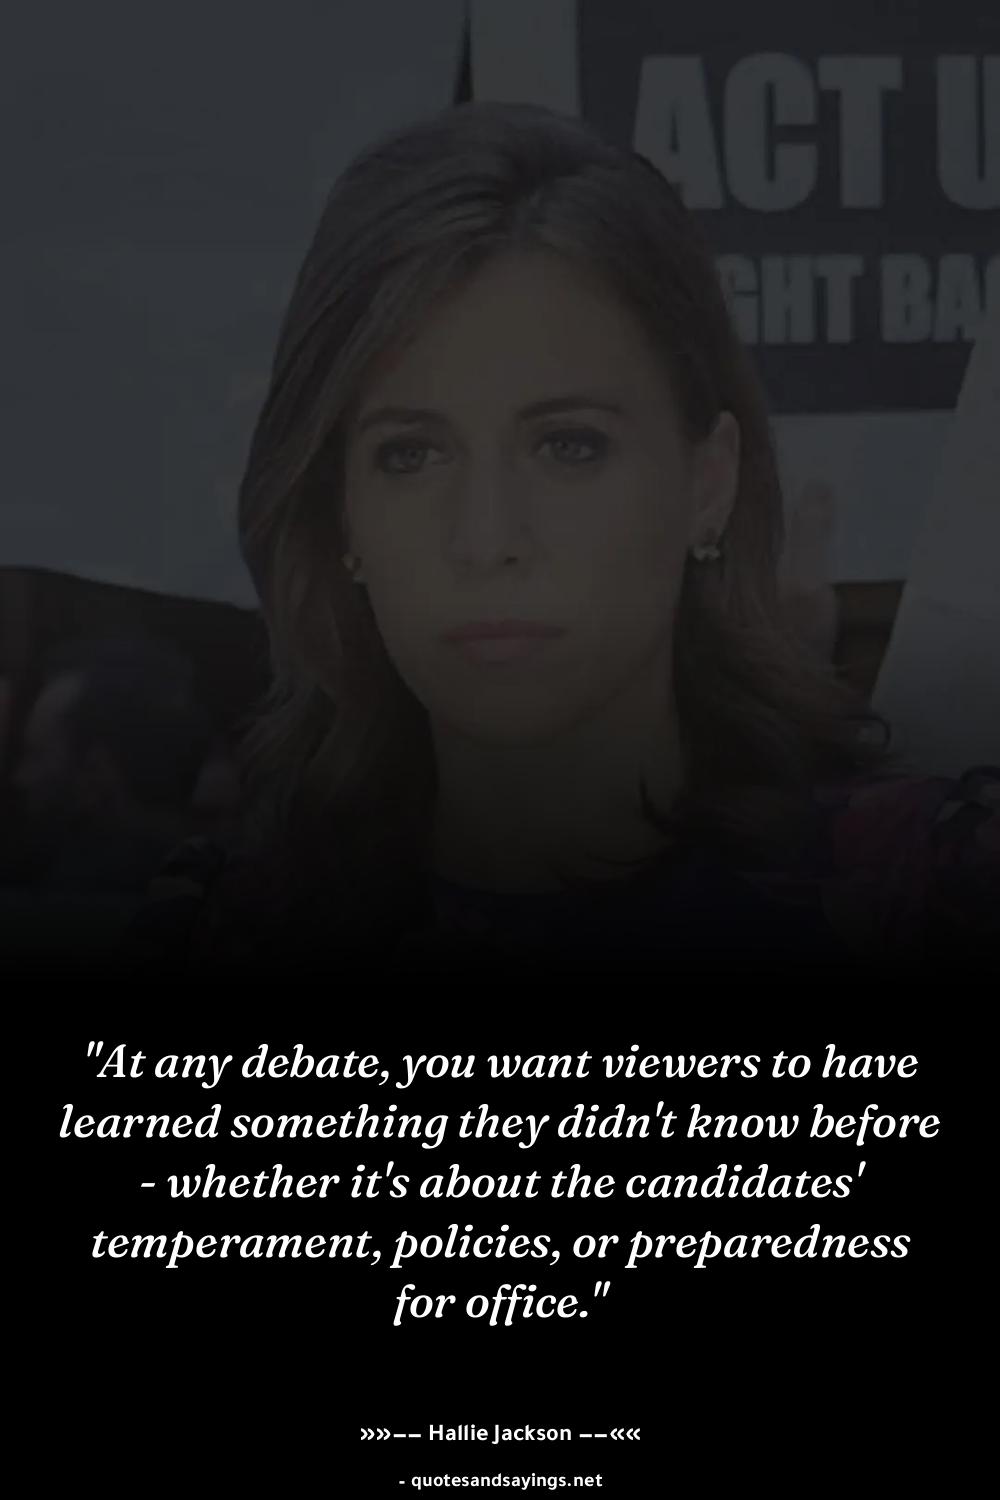 ACT U
GHT BAC
"At any debate, you want viewers to have
learned something they didn't know before
- whether it's about the candidates'
temperament, policies, or preparedness
for office."
»»–– Hallie Jackson ––««
- quotesandsayings.net